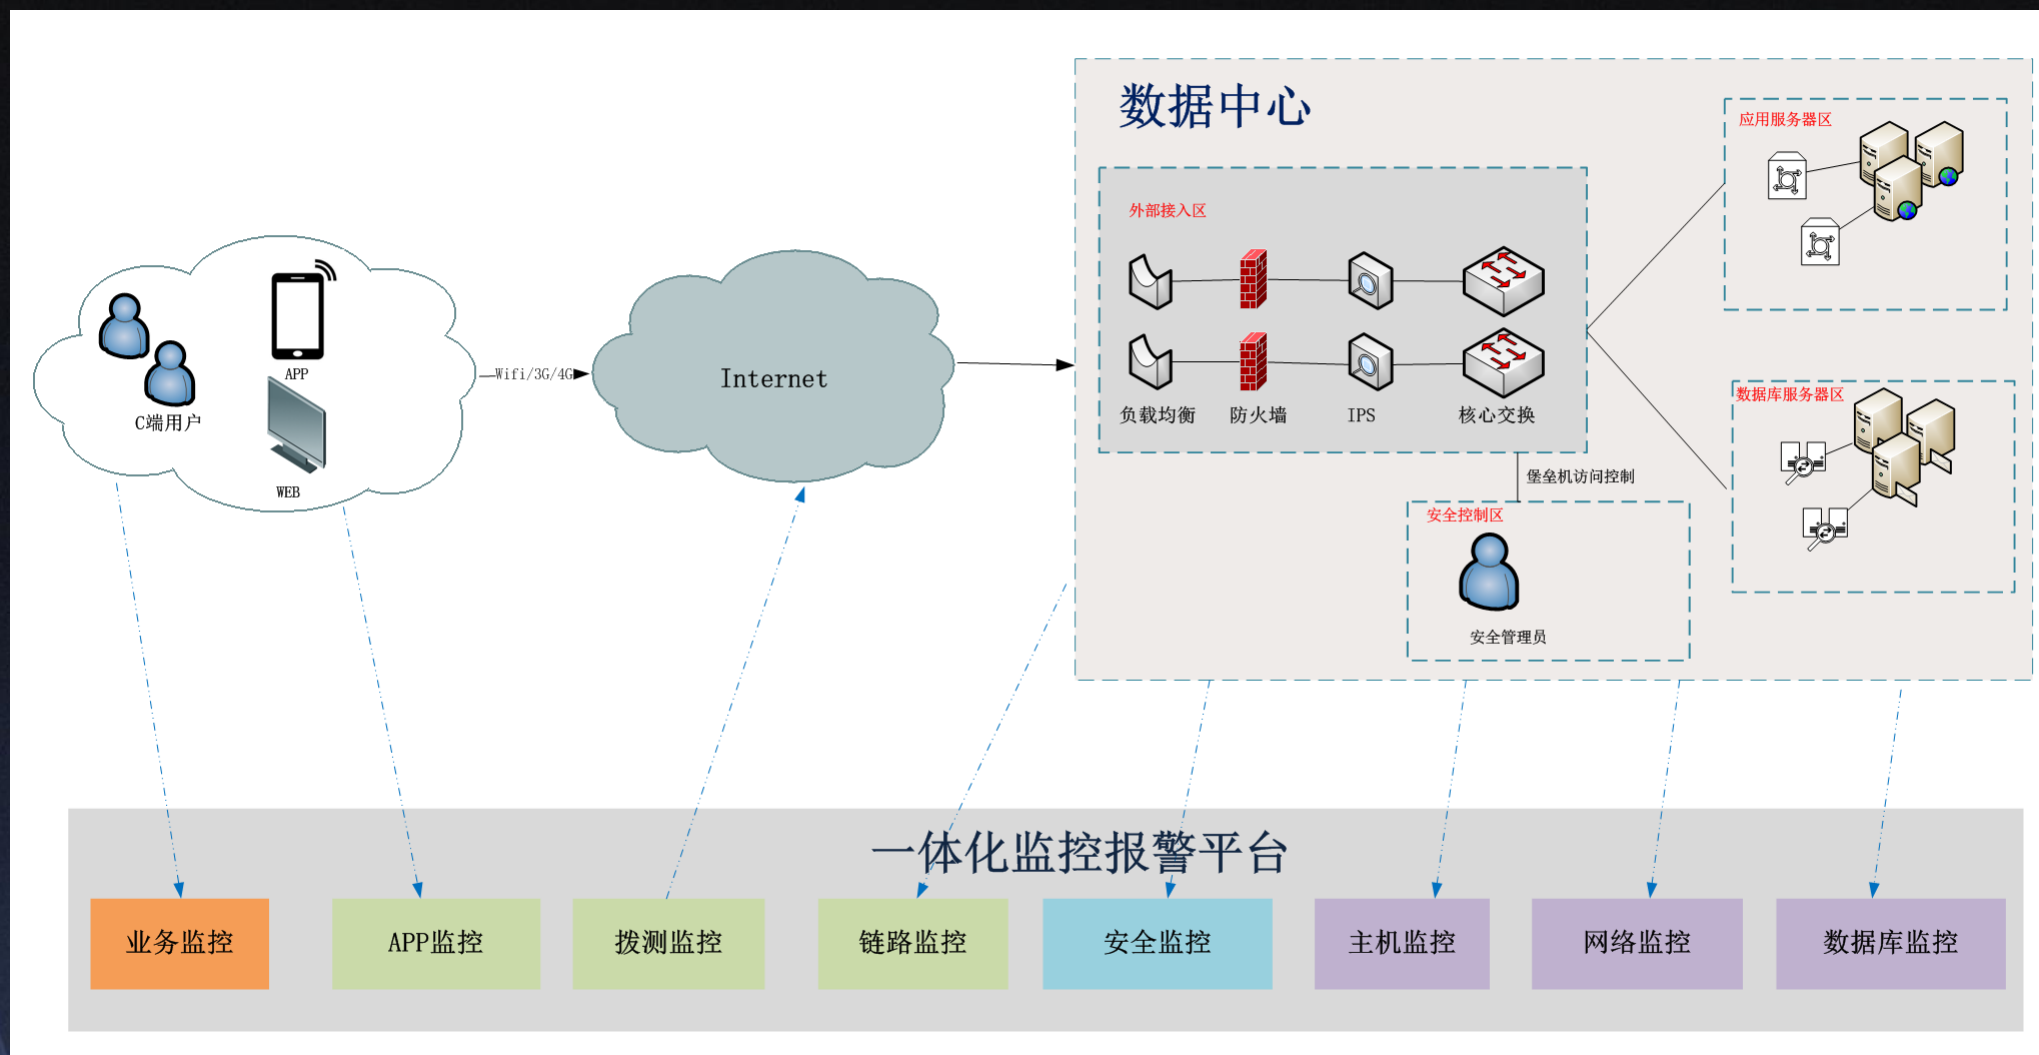 数据中心
应用服务器区
外部接入区
APP
C端用户
WEB
Wifi/3G/4G
Internet
负载均衡
防火墙
IPS
核心交换
数据库服务器区
堡垒机访问控制
安全控制区
安全管理员
一体化监控报警平台
业务监控
APP监控
拨测监控
链路监控
安全监控
主机监控
网络监控
数据库监控